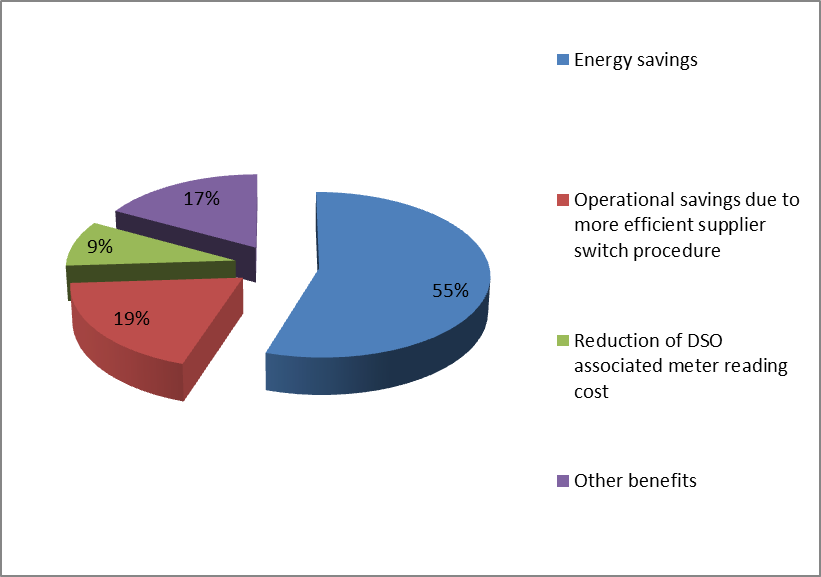 Energy savings
17%
Operational savings due to
more efficient supplier
switch procedure
9%
55%
19%
Reduction of DSO
associated meter reading
cost
Other benefits